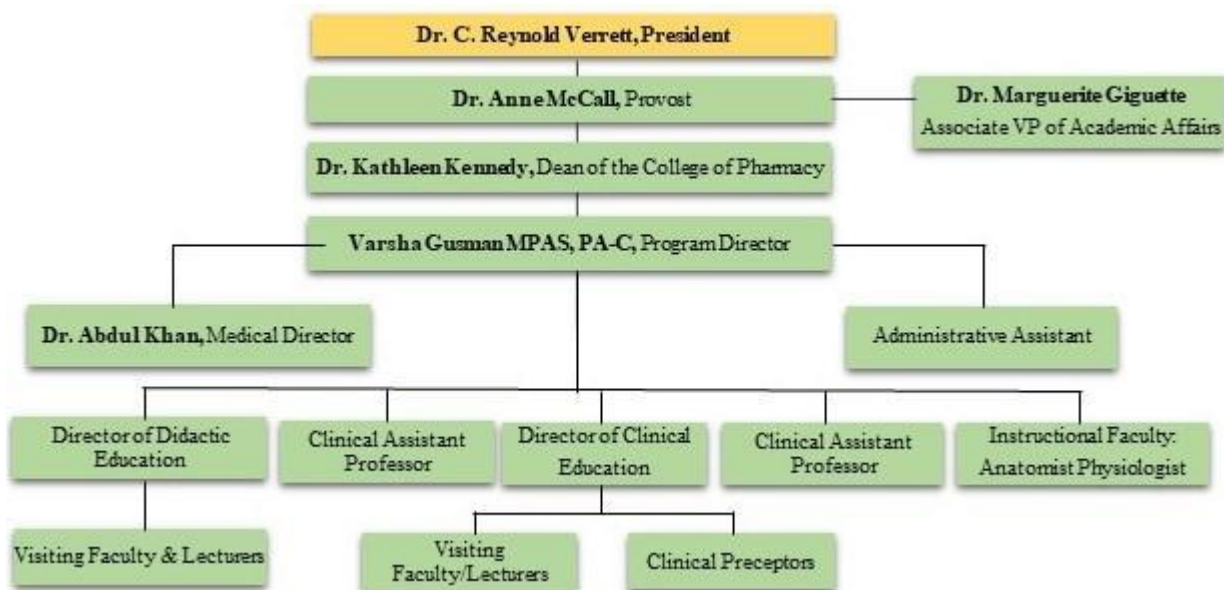 Dr. C. Reynold Verrett, President
Dr. Anne McCall, Provost
Dr. Marguerite Giguette
Associate VP of Academic Affairs
Dr. Kathleen Kennedy, Dean of the College of Pharmacy
Varsha Gusman MPAS, PA-C, Program Director
Dr. Abdul Khan, Medical Director
Administrative Assistant
Director of Didactic
Education
Clinical Assistant
Professor
Director of Clinical
Education
Clinical Assistant
Professor
Instructional Faculty:
Anatomist Physiologist
Visiting Faculty & Lecturers
Visiting
Faculty/Lecturers
Clinical Preceptors